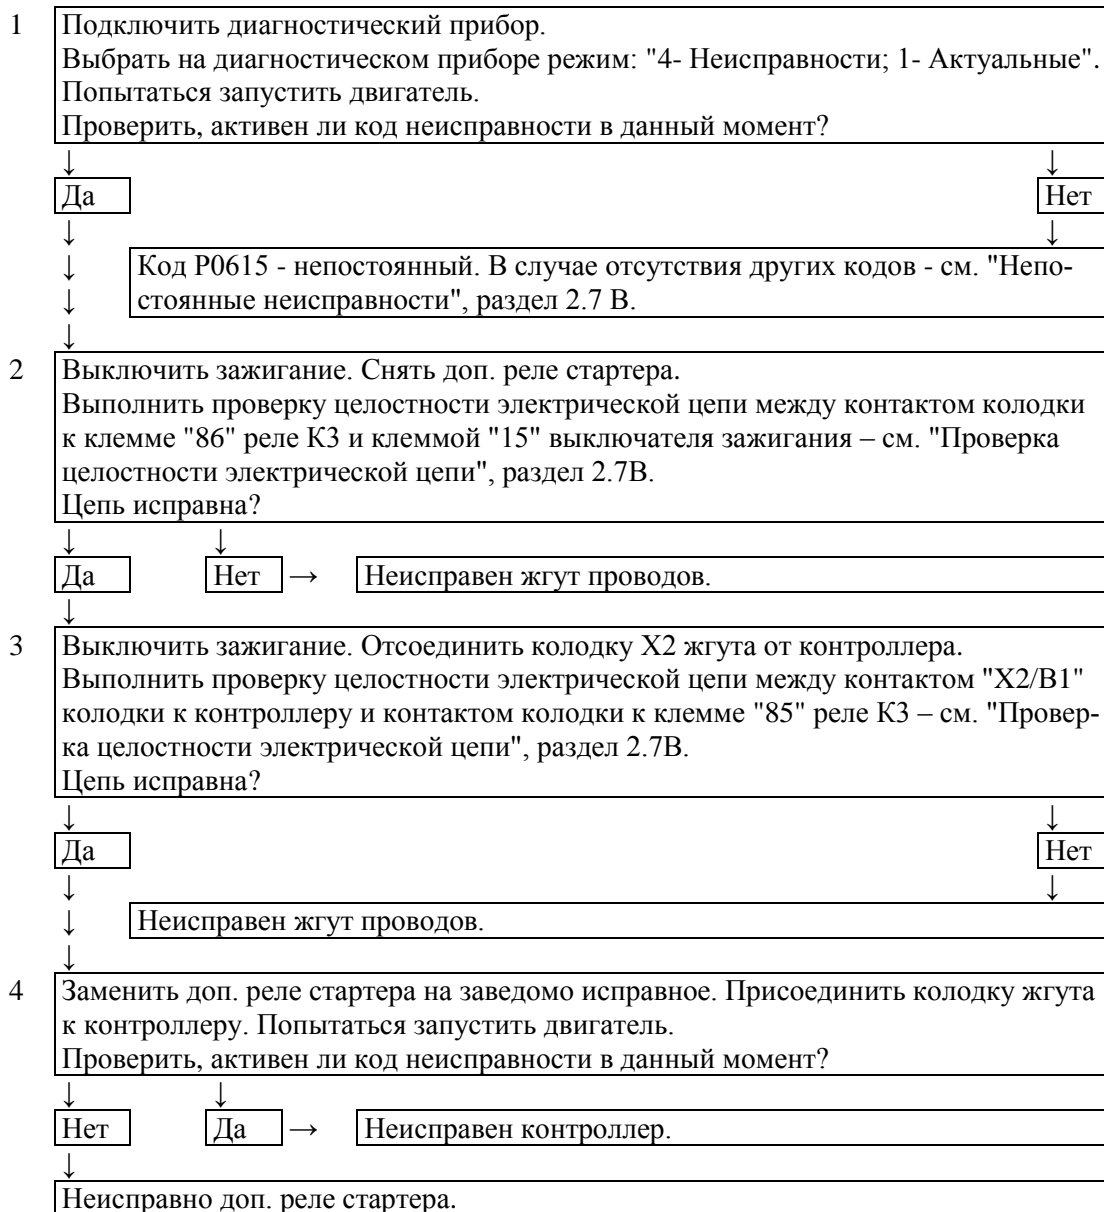 1 Подключить диагностический прибор.
Выбрать на диагностическом приборе режим: "4- Неисправности; 1- Актуальные".
Попытаться запустить двигатель.
Проверить, активен ли код неисправности в данный момент?
↓ ↓
Да Нет
↓ ↓
↓ Код Р0615 - непостоянный. В случае отсутствия других кодов - см. "Непо-
↓ стоянные неисправности", раздел 2.7 В.
↓
2 Выключить зажигание. Снять доп. реле стартера.
Выполнить проверку целостности электрической цепи между контактом колодки
к клемме "86" реле К3 и клеммой "15" выключателя зажигания – см. "Проверка
целостности электрической цепи", раздел 2.7В.
Цепь исправна?
↓ ↓
Да Нет → Неисправен жгут проводов.
↓
3 Выключить зажигание. Отсоединить колодку Х2 жгута от контроллера.
Выполнить проверку целостности электрической цепи между контактом "Х2/В1"
колодки к контроллеру и контактом колодки к клемме "85" реле К3 – см. "Провер-
ка целостности электрической цепи", раздел 2.7В.
Цепь исправна?
↓ ↓
Да Нет
↓ ↓
↓ Неисправен жгут проводов.
↓
4 Заменить доп. реле стартера на заведомо исправное. Присоединить колодку жгута
к контроллеру. Попытаться запустить двигатель.
Проверить, активен ли код неисправности в данный момент?
↓ ↓
Нет Да → Неисправен контроллер.
↓
Неисправно доп. реле стартера.